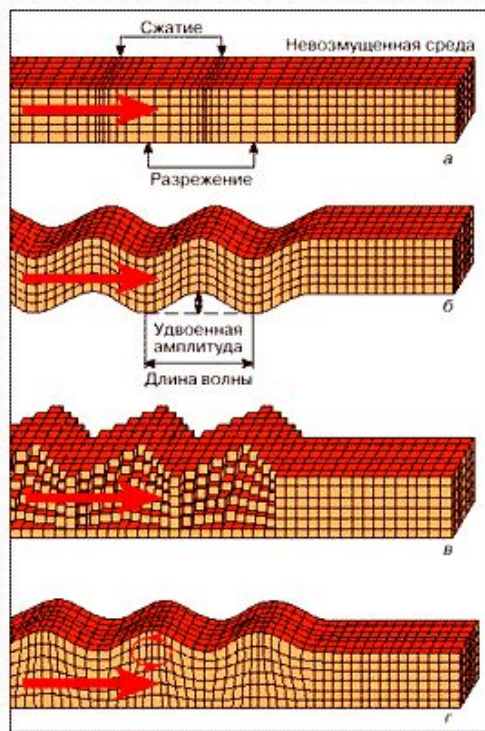 Сжатие
Невозмущенная среда
а
Разрежение
б
Удвоенная
амплитуда
Длина волны
в
г